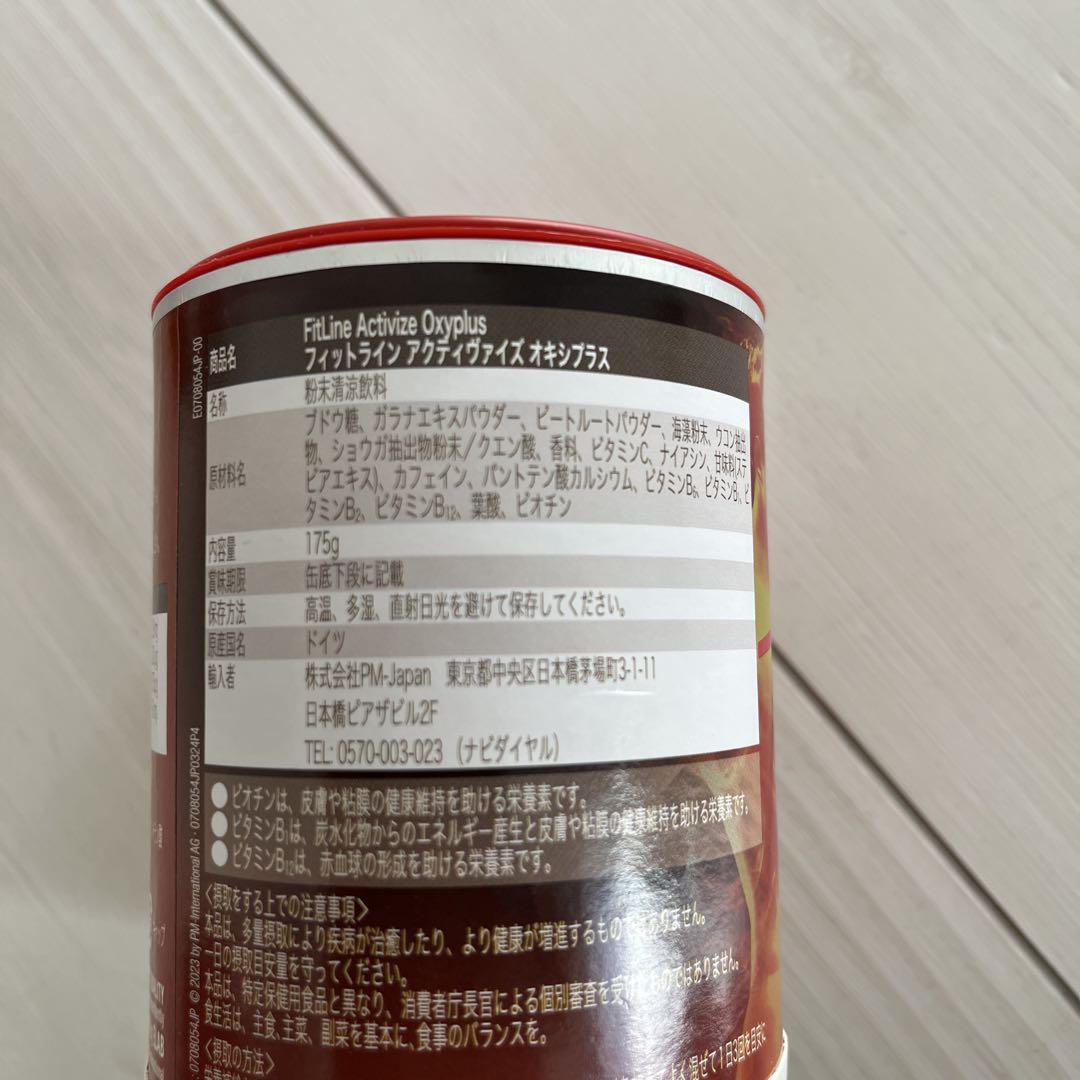 商品名 FitLine Activize Oxyplus
フィットライン アクティヴァイズ オキシプラス
名称 粉末清涼飲料
原材料名 ブドウ糖、ガラナエキスパウダー、ビートルートパウダー、海藻粉末、ウコン抽出
物、ショウガ抽出物粉末/クエン酸、香料、ビタミンC、ナイアシン、甘味料(ステ
ビアエキス)、カフェイン、パントテン酸カルシウム、ビタミンB₆、ビタミンB₁、ビ
タミンB₂、ビタミンB₁₂、葉酸、ビオチン
内容量 175g
賞味期限 缶底下段に記載
保存方法 高温、多湿、直射日光を避けて保存してください。
原産国名 ドイツ
輸入者 株式会社PM-Japan 東京都中央区日本橋茅場町3-1-11
日本橋ピアザビル2F
TEL: 0570-003-023 (ナビダイヤル)
●ビオチンは、皮膚や粘膜の健康維持を助ける栄養素です。
●ビタミンB₁は、炭水化物からのエネルギー産生と皮膚や粘膜の健康維持を助ける栄養素です。
●ビタミンB₁₂は、赤血球の形成を助ける栄養素です。
〈摂取をする上での注意事項〉
本品は、多量摂取により疾病が治癒したり、より健康が増進するものではありません。
一日の摂取目安量を守ってください。
本品は、特定保健用食品と異なり、消費者庁長官による個別審査を受けたものではありません。
食生活は、主食、主菜、副菜を基本に、食事のバランスを。
〈摂取の方法〉
よく混ぜて1日3回を目安に
E0708054JP-00
0708054JP © 2023 by PM-International AG · 0708054JP0324P4